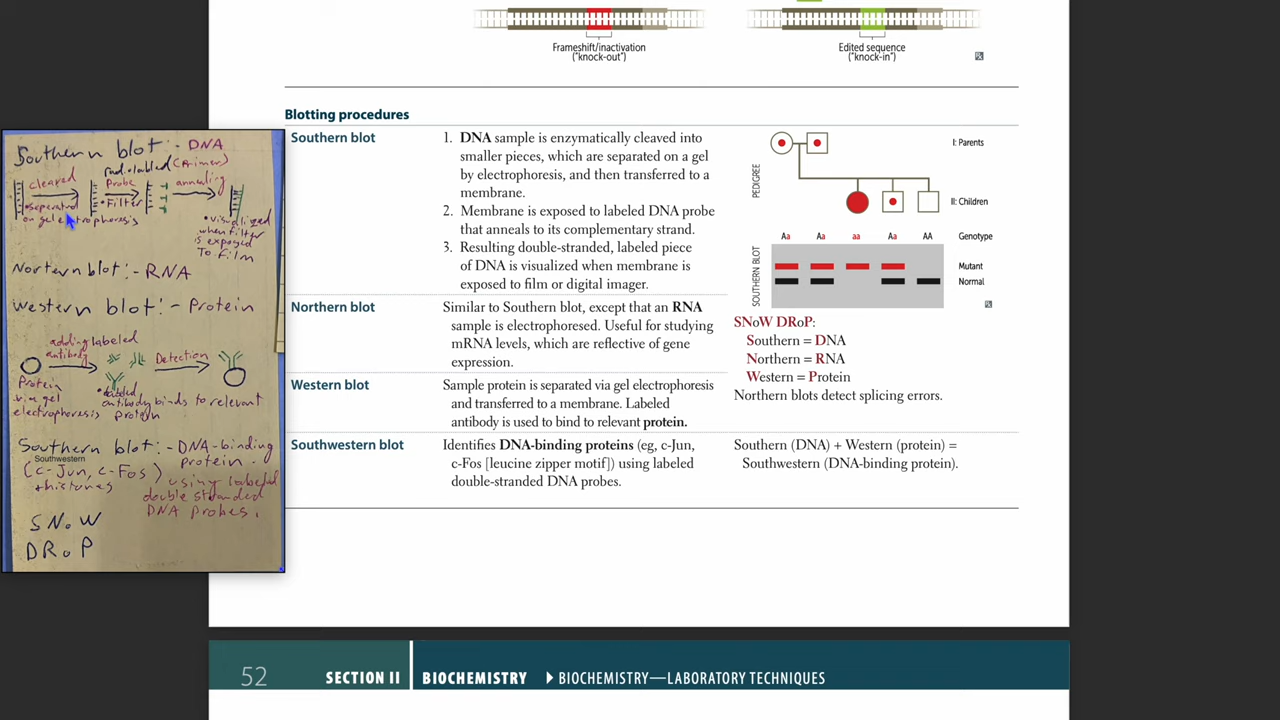 Frameshift/inactivation
("knock-out")
Edited sequence
("knock-in")
Blotting procedures
Southern blot
1. DNA sample is enzymatically cleaved into
smaller pieces, which are separated on a gel
by electrophoresis, and then transferred to a
membrane.
2. Membrane is exposed to labeled DNA probe
that anneals to its complementary strand.
3. Resulting double-stranded, labeled piece
of DNA is visualized when membrane is
exposed to film or digital imager.
PEDIGREE
I: Parents
II: Children
Aa Aa aa Aa AA Genotype
SOUTHERN BLOT
Mutant
Normal
Northern blot
Similar to Southern blot, except that an RNA
sample is electrophoresed. Useful for studying
mRNA levels, which are reflective of gene
expression.
SNoW DRoP:
Southern = DNA
Northern = RNA
Western = Protein
Northern blots detect splicing errors.
Western blot
Sample protein is separated via gel electrophoresis
and transferred to a membrane. Labeled
antibody is used to bind to relevant protein.
Southwestern blot
Identifies DNA-binding proteins (eg, c-Jun,
c-Fos [leucine zipper motif]) using labeled
double-stranded DNA probes.
Southern (DNA) + Western (protein) =
Southwestern (DNA-binding protein).
Southern blot:- DNA
radiolabled (Primer)
cleaved
Probe
annealing
•separated
•Filter
on gel electrophoresis
•visualized
when Filter
is exposed
To Film
Nortern blot:- RNA
western blot:- Protein
adding labeled
antibody
Detection
Protein
via gel
electrophoresis
antibody binds to relevant
protein
Southern blot:- DNA-binding
Southwestern
protein.
(c-Jun, c-Fos)
+histones
using labeled
double stranded
DNA probes.
SNoW
DRoP
52 SECTION II BIOCHEMISTRY ▶ BIOCHEMISTRY—LABORATORY TECHNIQUES